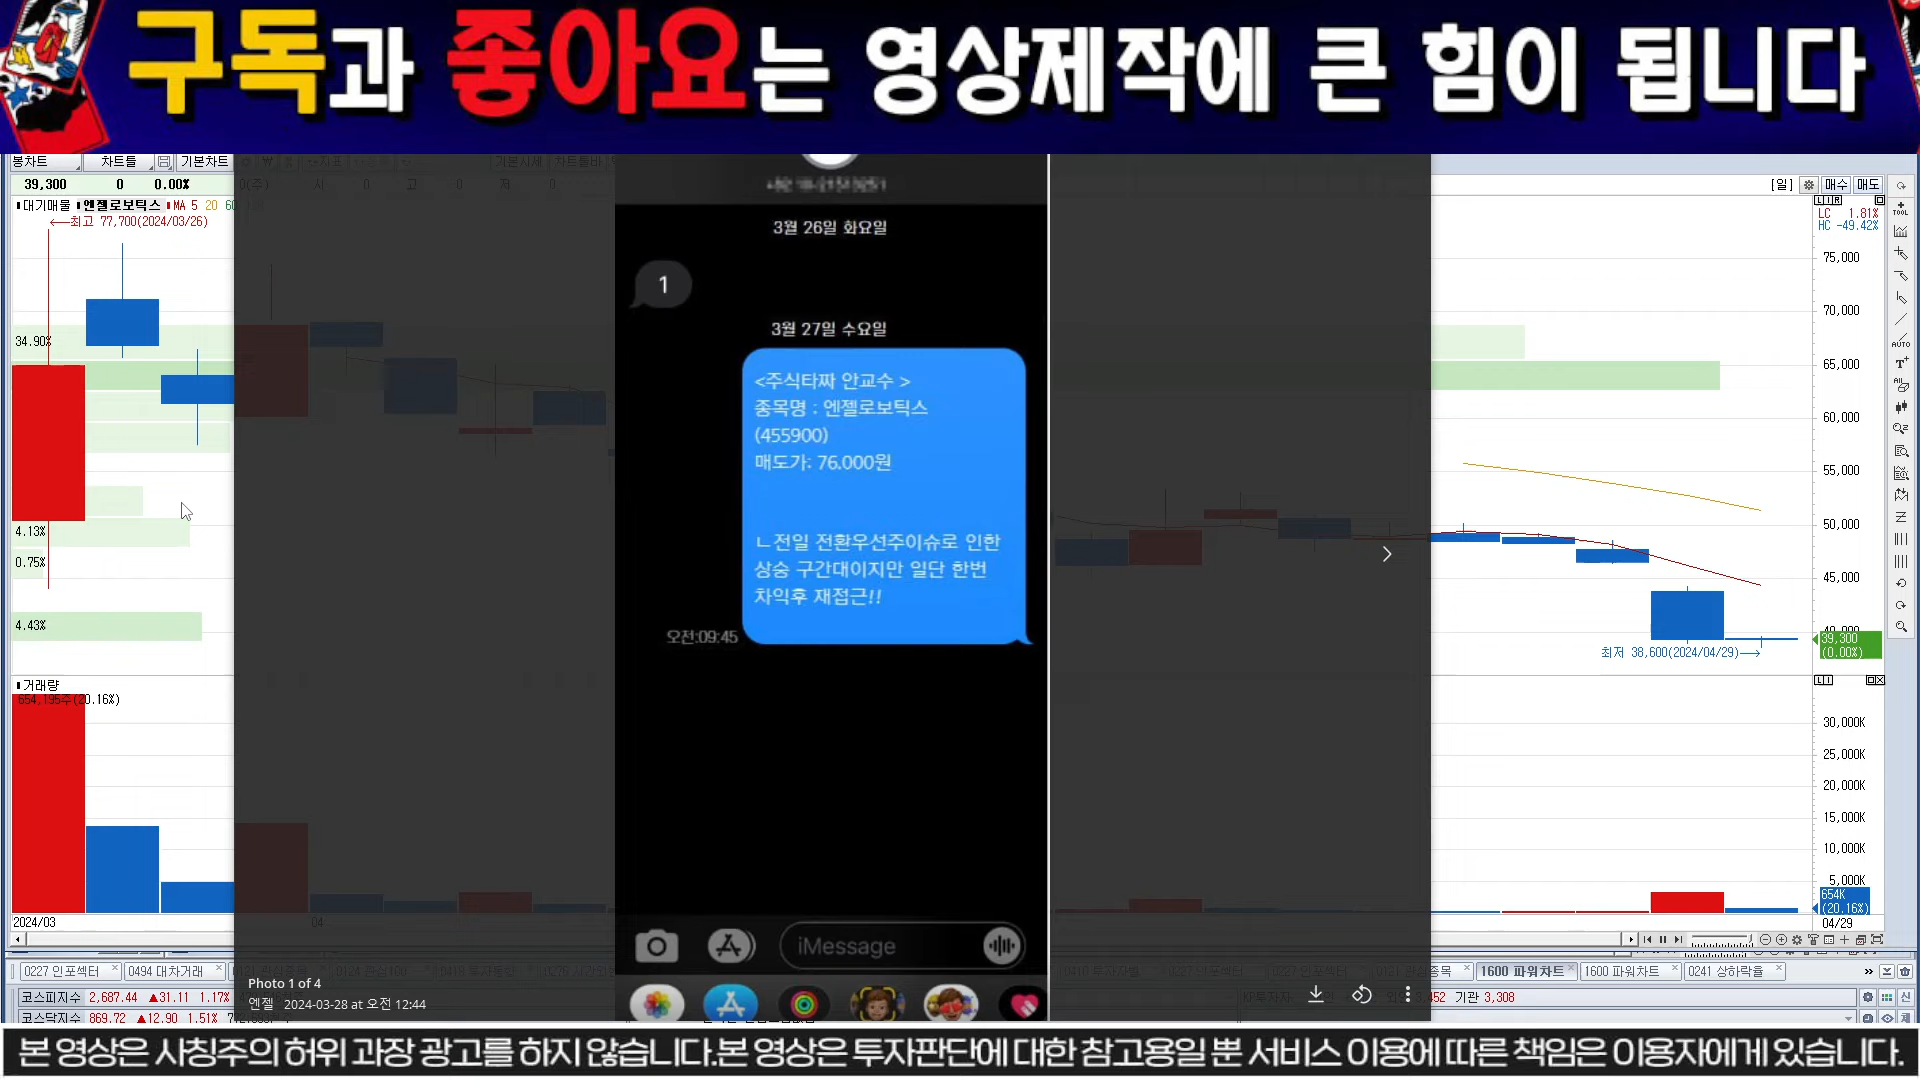 구독과 좋아요는 영상제작에 큰 힘이 됩니다
봉차트 차트틀 기본차트
39,300 0 0.00%
[일] 매수 매도
대기매물 엔젤로보틱스 MA 5 20 60
최고 77,700(2024/03/26)
LC 1.81%
HC -49.42%
3월 26일 화요일
75,000
1
70,000
3월 27일 수요일
34.90%
65,000
<주식타짜 안교수 >
종목명 : 엔젤로보틱스
(455900)
매도가: 76.000원
ㄴ전일 전환우선주이슈로 인한
상승 구간대이지만 일단 한번
차익후 재접근!!
오전:09:45
60,000
55,000
50,000
45,000
4.13%
0.75%
4.43%
39,300
(0.00%)
최저 38,600(2024/04/29)
거래량
654,195주(20.16%)
30,000K
25,000K
20,000K
15,000K
10,000K
5,000K
654K
(20.16%)
2024/03
04
04/29
iMessage
0227 인포섹터 0494 대차거래
1600 파워차트 1600 파워차트 0241 상하락율
Photo 1 of 4
엔젤 2024-03-28 at 오전 12:44
코스피지수 2,687.44 ▲31.11 1.17%
기관 3,308
코스닥지수 869.72 ▲12.90 1.51%
본 영상은 사칭주의 허위 과장 광고를 하지 않습니다.본 영상은 투자판단에 대한 참고용일 뿐 서비스 이용에 따른 책임은 이용자에게 있습니다.